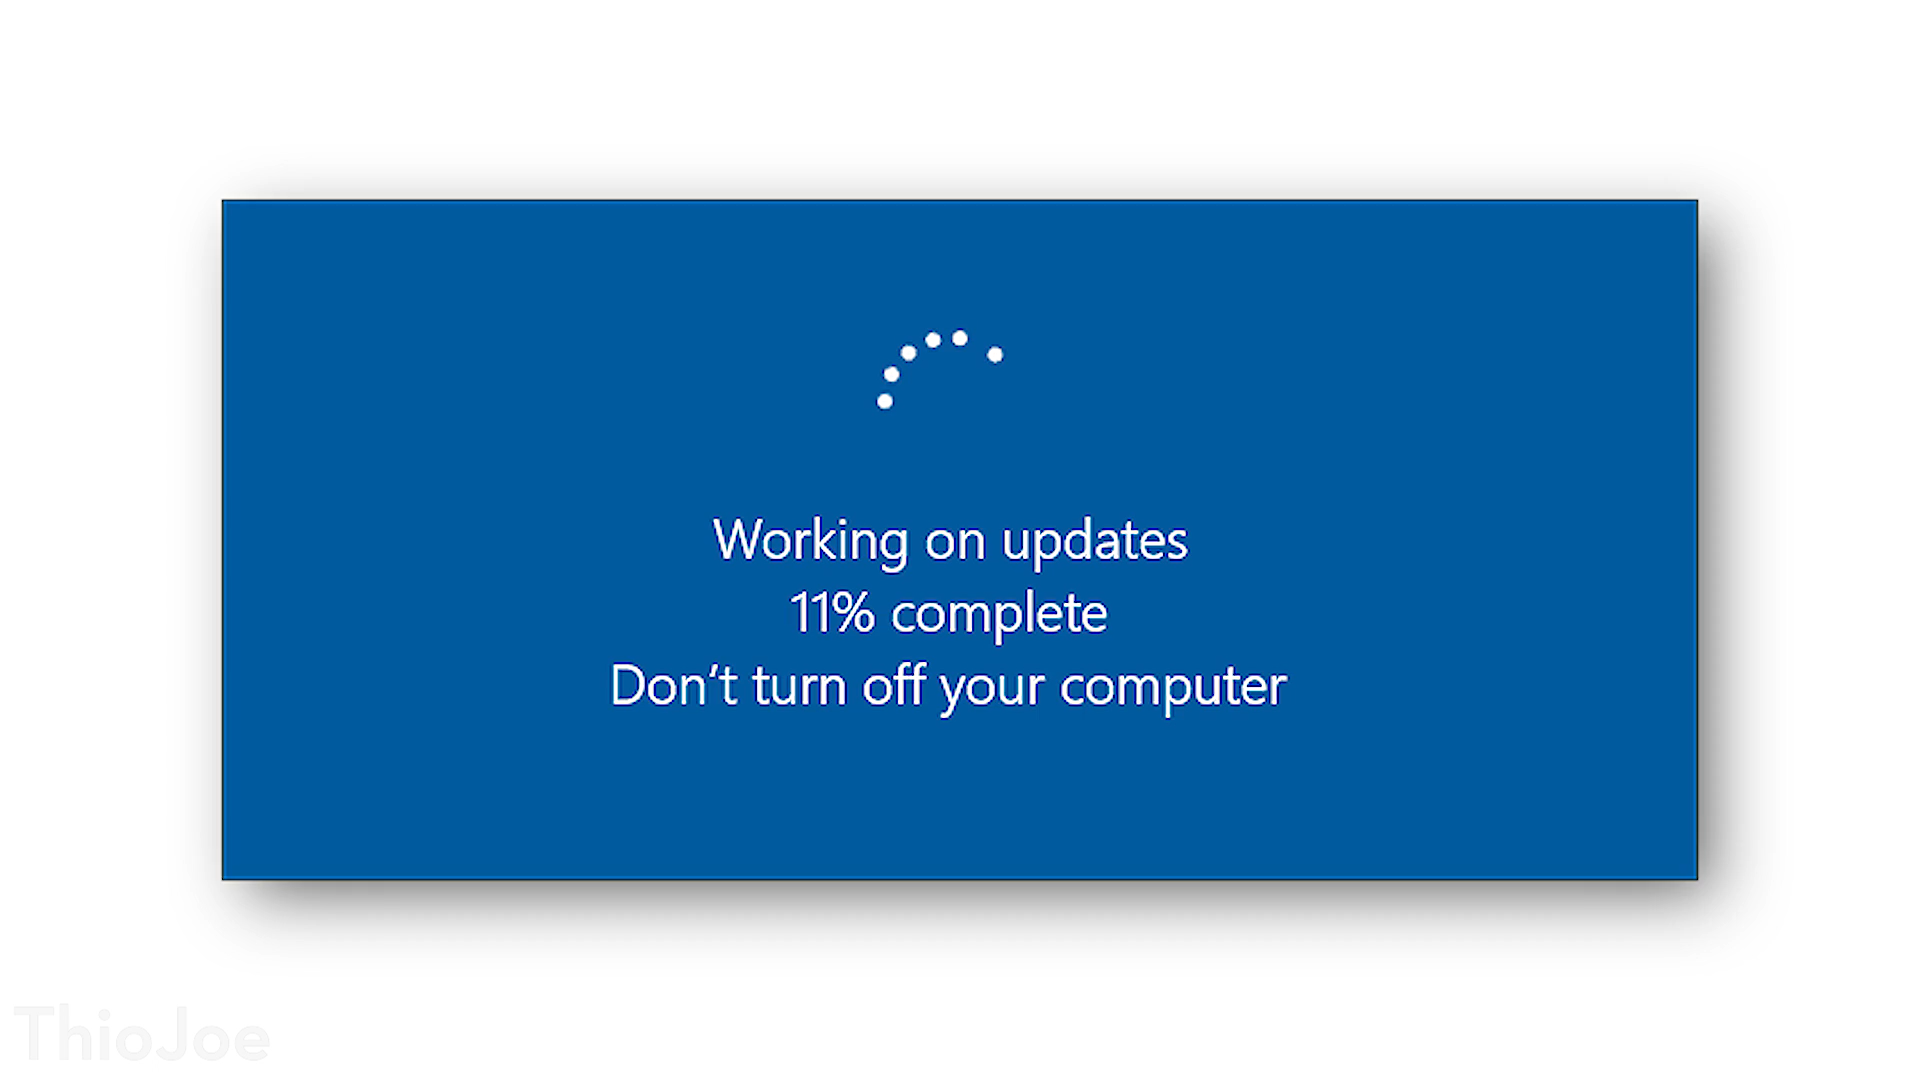 Working on updates
11% complete
Don't turn off your computer
ThioJoe